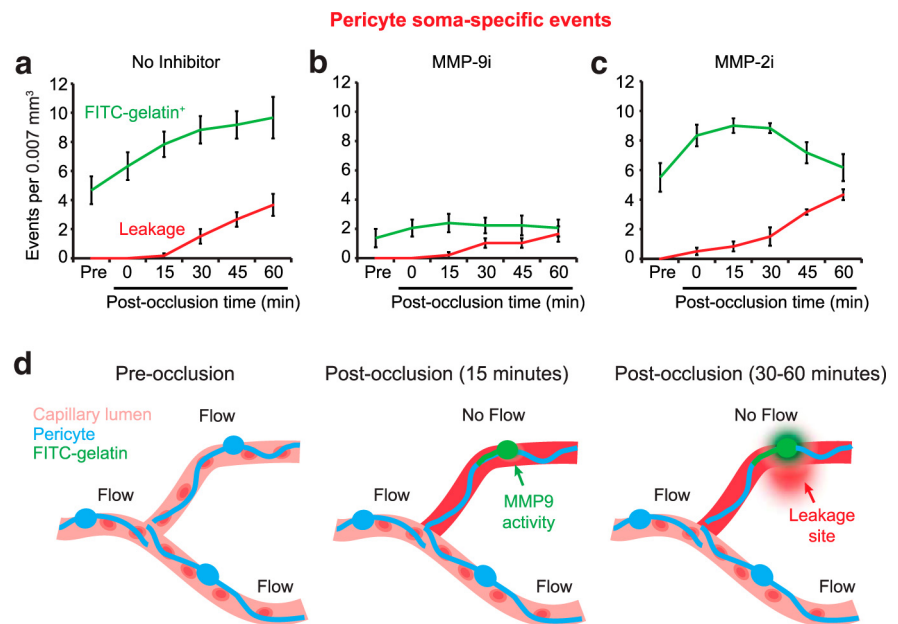 Pericyte soma-specific events
a
No Inhibitor
12
10
8
6
4
2
0
Events per 0.007 mm³
FITC-gelatin⁺
Leakage
Pre 0 15 30 45 60
Post-occlusion time (min)
b
MMP-9i
12
10
8
6
4
2
0
Pre 0 15 30 45 60
Post-occlusion time (min)
c
MMP-2i
12
10
8
6
4
2
0
Pre 0 15 30 45 60
Post-occlusion time (min)
d
Pre-occlusion
Capillary lumen
Pericyte
FITC-gelatin
Flow
Flow
Flow
Post-occlusion (15 minutes)
No Flow
Flow
MMP9
activity
Flow
Post-occlusion (30-60 minutes)
No Flow
Flow
Leakage
site
Flow